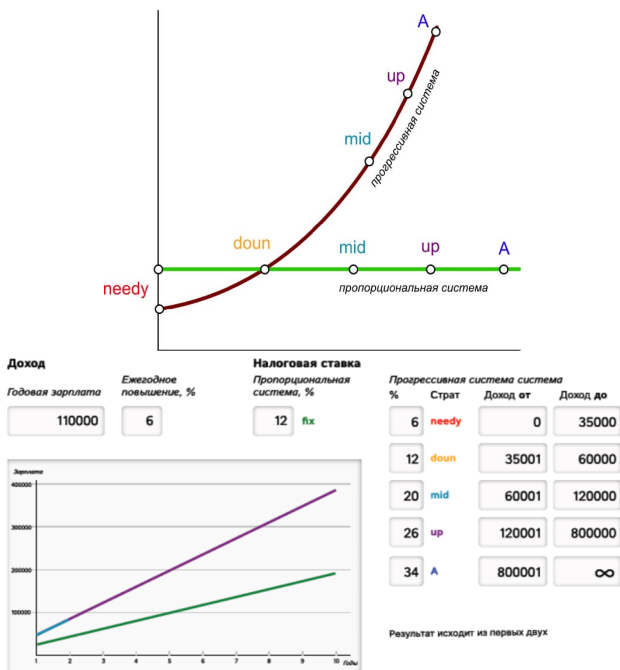 A
up
прогрессивная система
mid
doun
mid
up
A
needy
пропорциональная система
Доход
Налоговая ставка
Годовая зарплата
Ежегодное
повышение, %
Пропорциональная
система, %
Прогрессивная система система
% Страт Доход от Доход до
110000 6 12 fix
6 needy 0 35000
12 doun 35001 60000
20 mid 60001 120000
26 up 120001 800000
34 A 800001 ∞
Зарплате
400000
300000
200000
100000
1 2 3 4 5 6 7 8 9 10 Годы
Результат исходит из первых двух